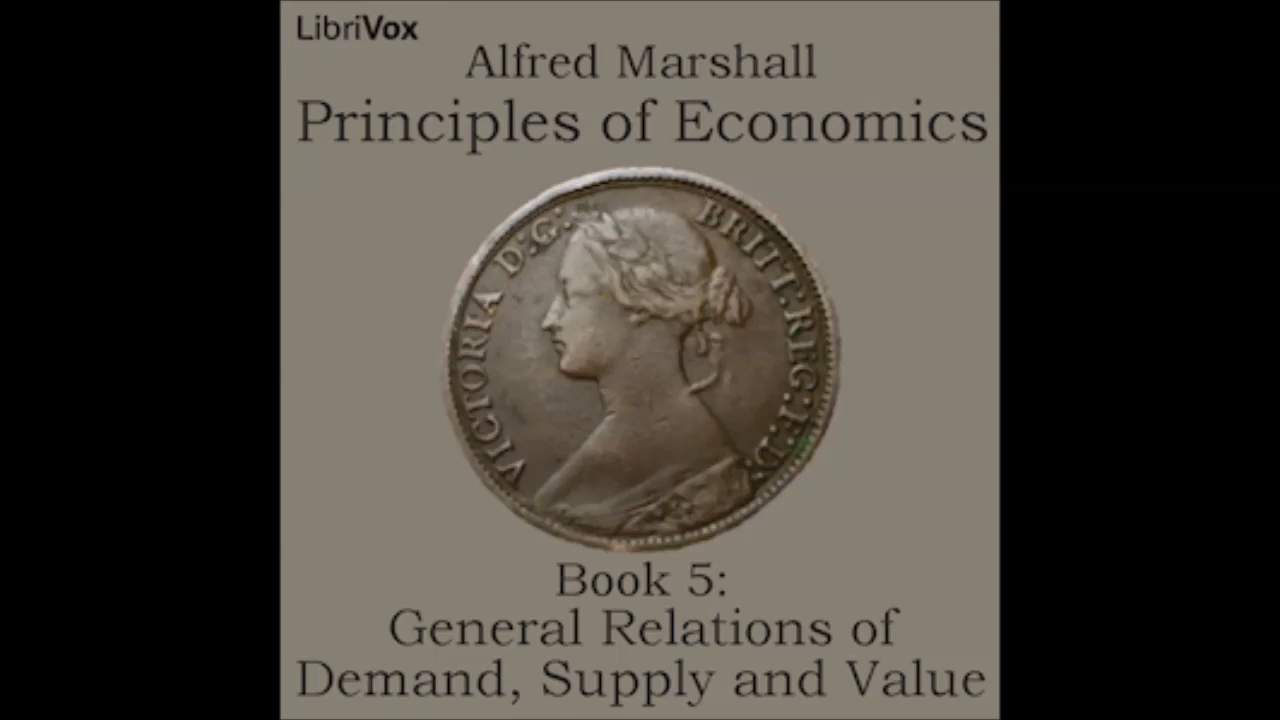 LibriVox
Alfred Marshall
Principles of Economics
VICTORIA D:G: BRITT:REG:F:D:
Book 5:
General Relations of
Demand, Supply and Value